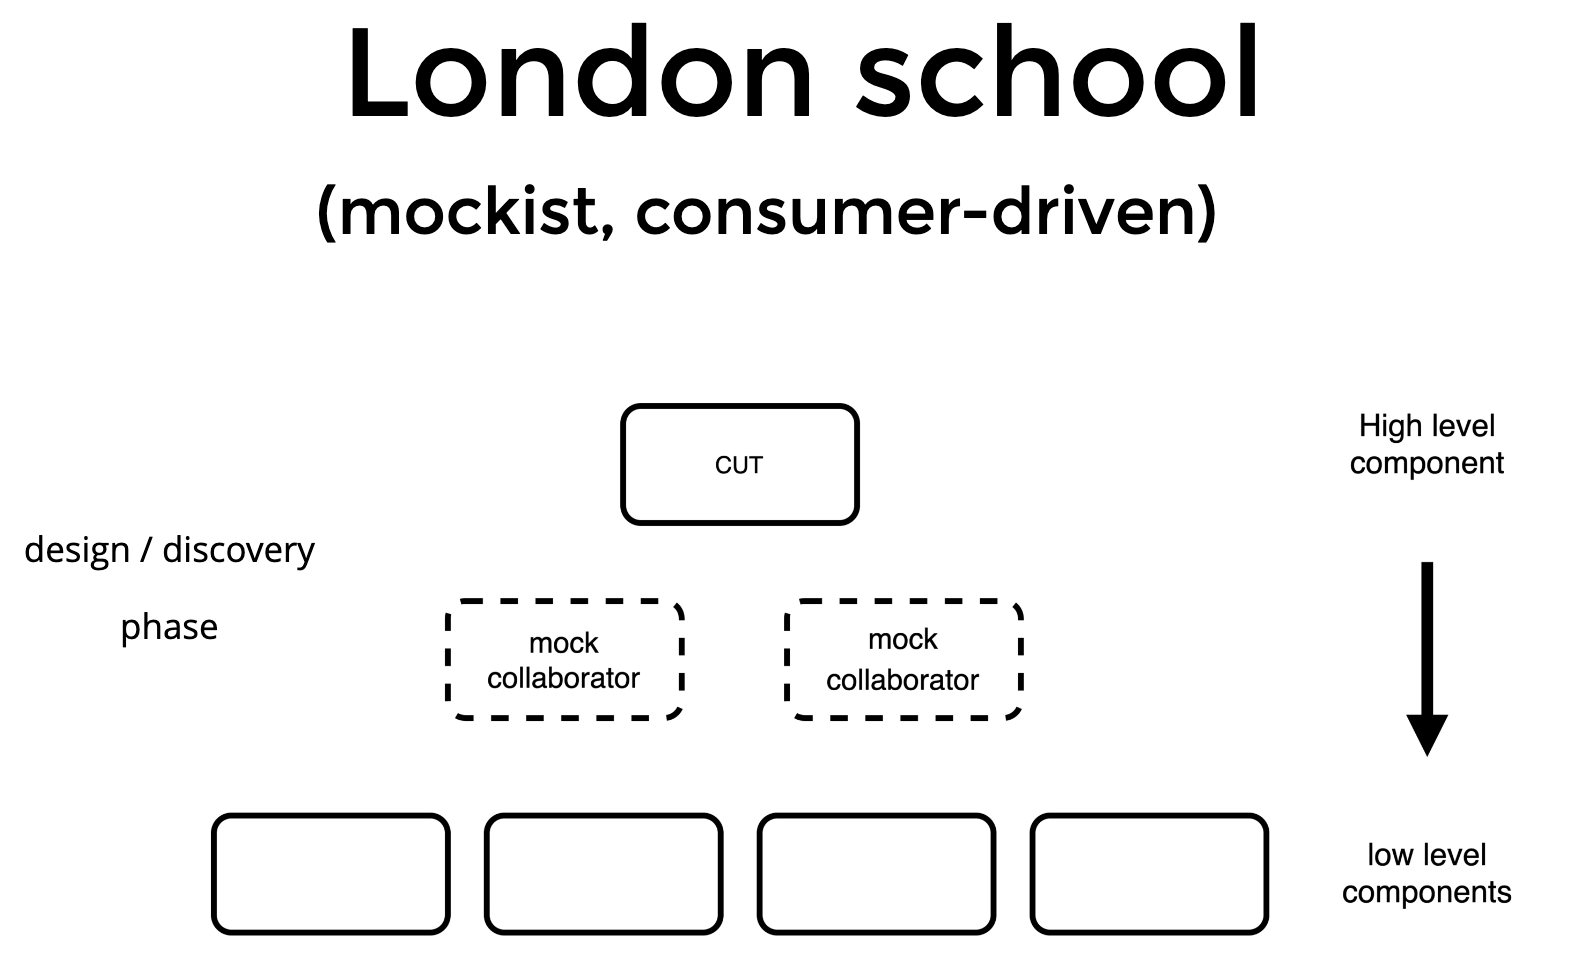 London school
(mockist, consumer-driven)
High level
component
CUT
design / discovery
phase
mock
collaborator
mock
collaborator
low level
components